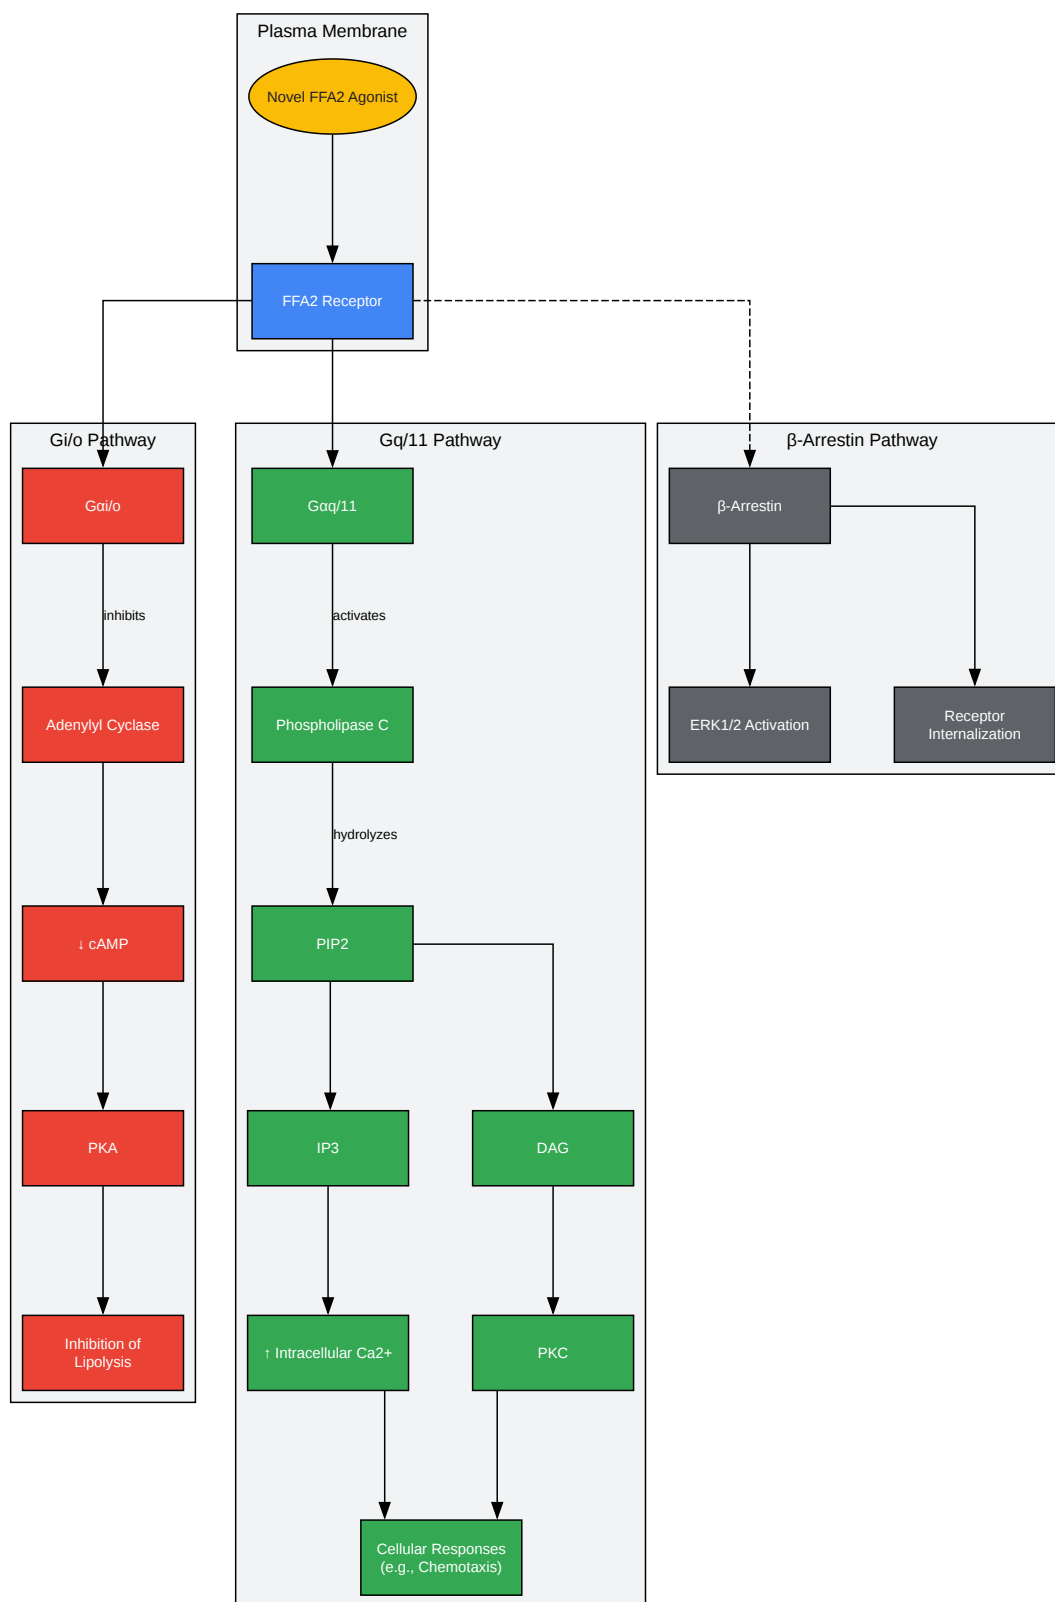 Plasma Membrane
Novel FFA2 Agonist
FFA2 Receptor
Gi/o Pathway
Gαi/o
inhibits
Adenylyl Cyclase
↓ cAMP
PKA
Inhibition of
Lipolysis
Gq/11 Pathway
Gαq/11
activates
Phospholipase C
hydrolyzes
PIP2
IP3
DAG
↑ Intracellular Ca2+
PKC
Cellular Responses
(e.g., Chemotaxis)
β-Arrestin Pathway
β-Arrestin
ERK1/2 Activation
Receptor
Internalization